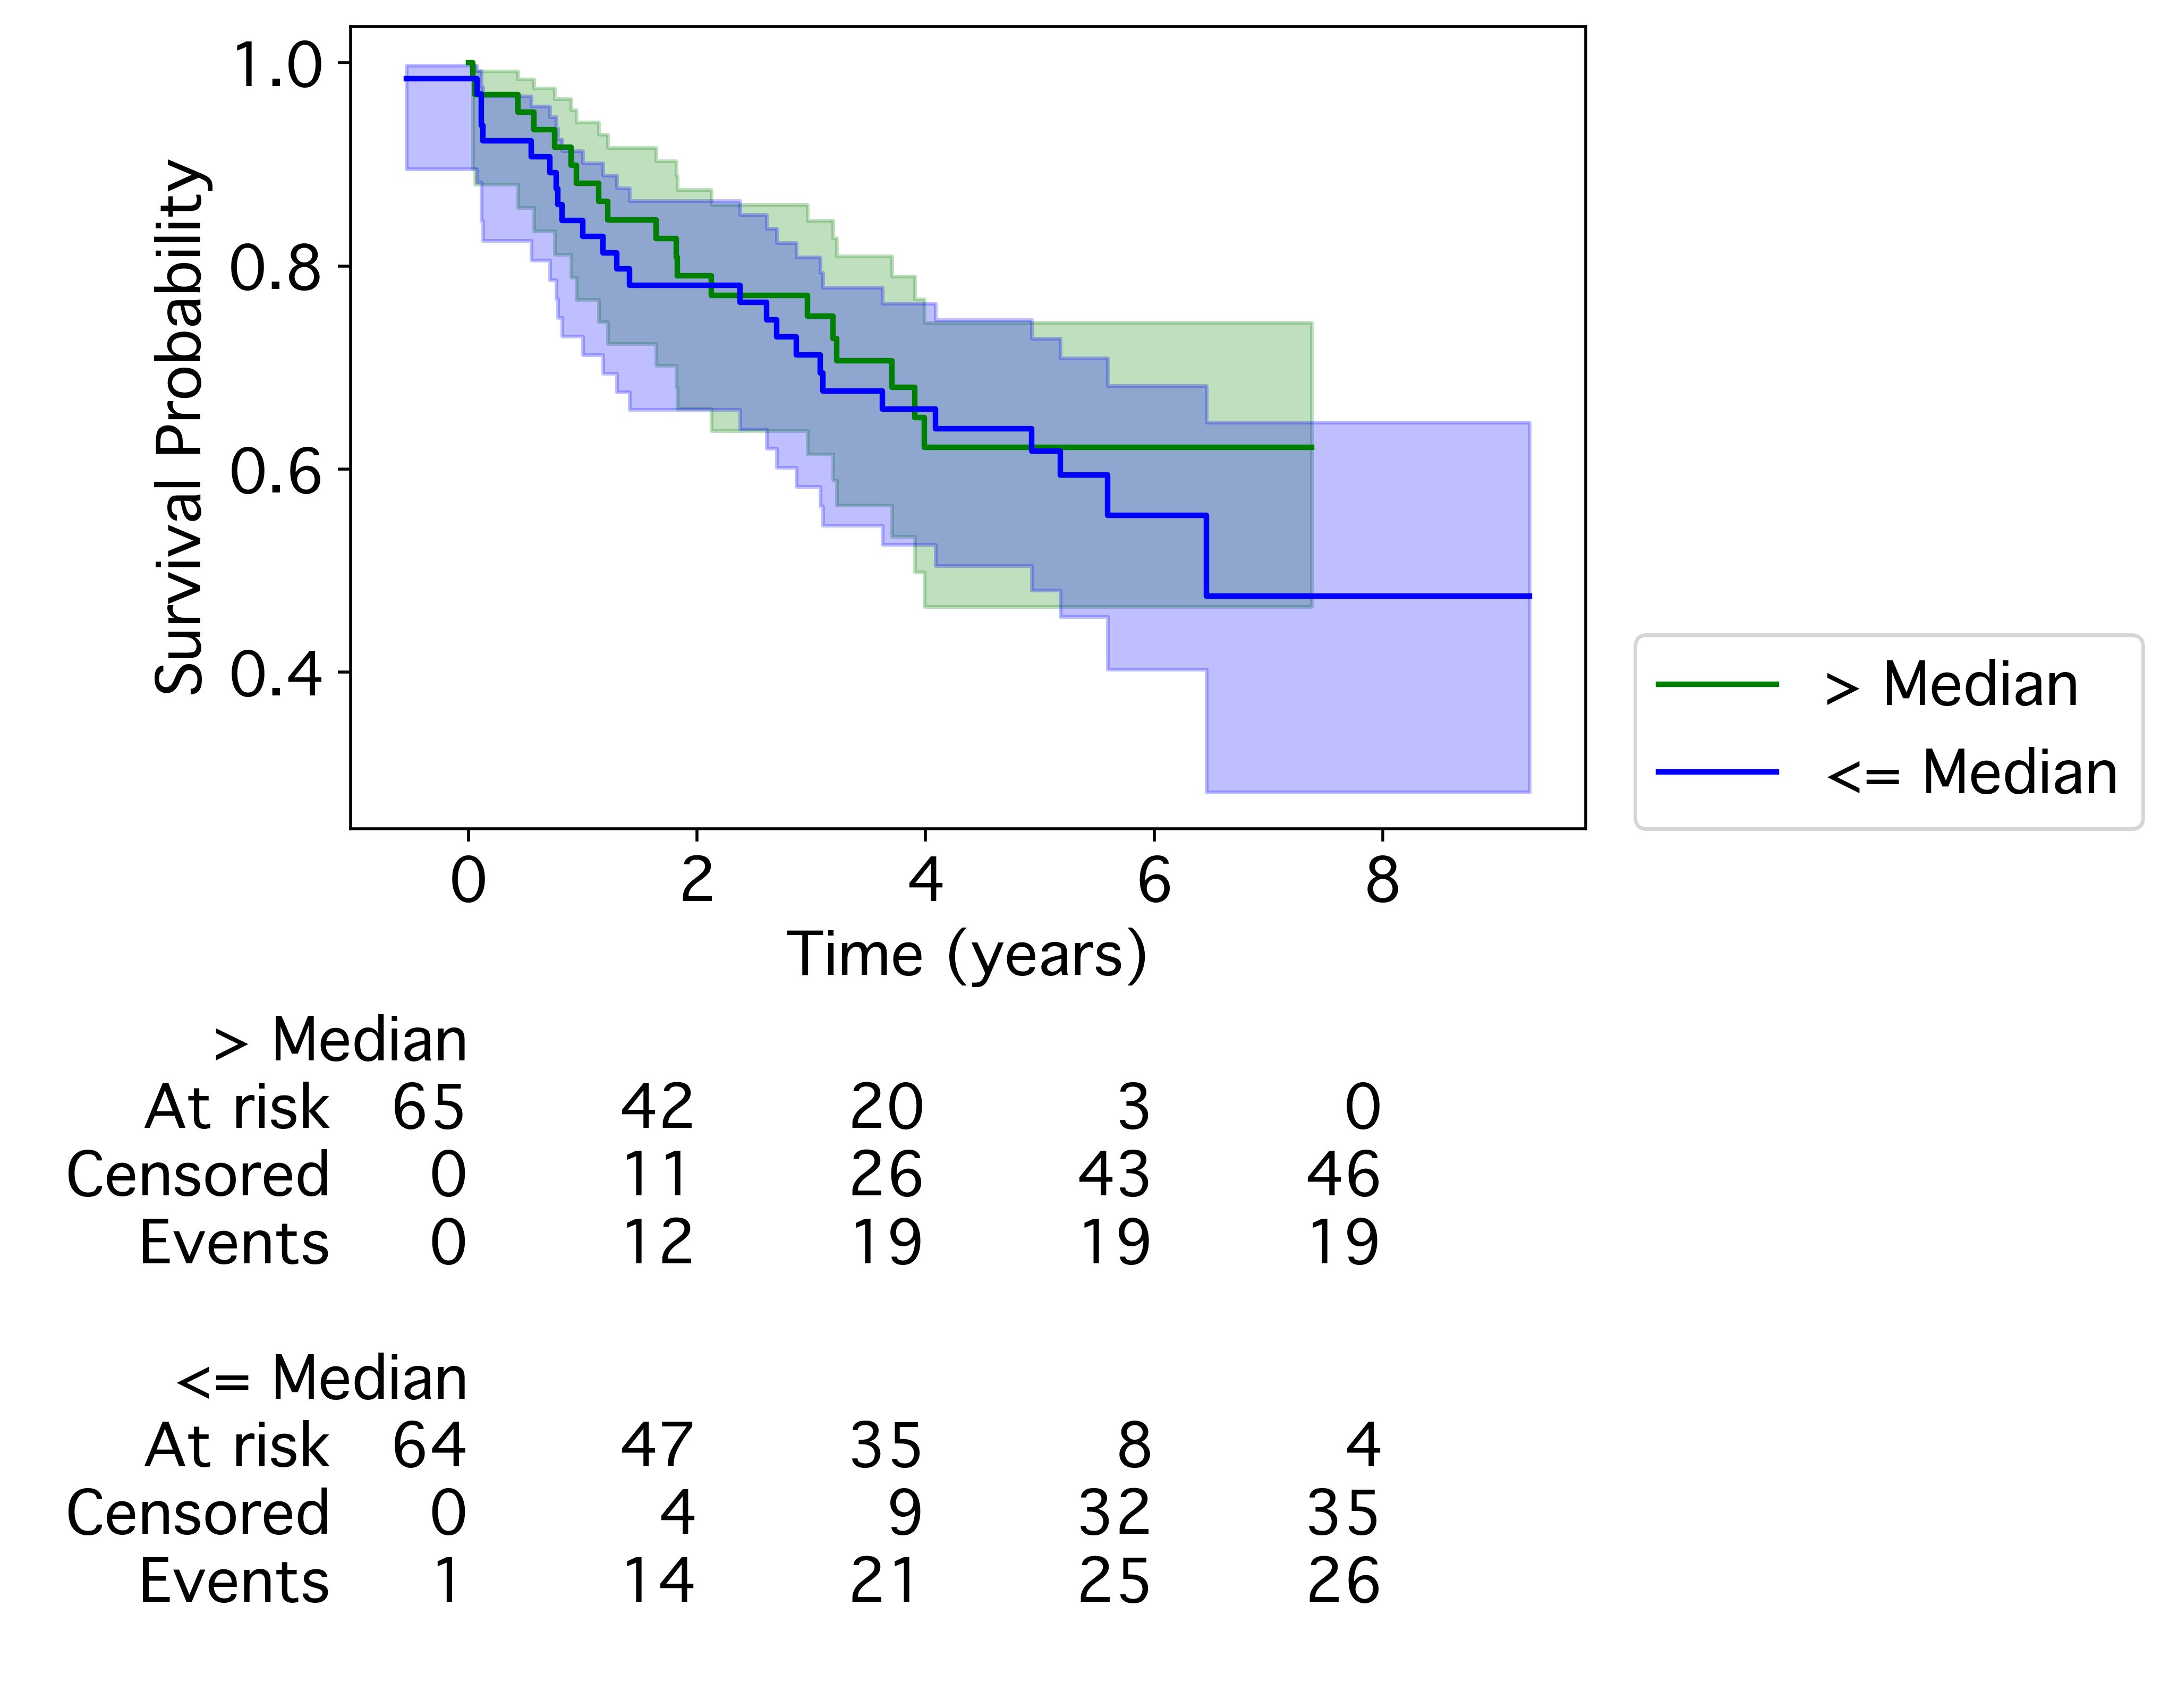 1.0
0.8
0.6
0.4
Survival Probability
0 2 4 6 8
Time (years)
> Median
<= Median
> Median
At risk 65 42 20 3 0
Censored 0 11 26 43 46
Events 0 12 19 19 19
<= Median
At risk 64 47 35 8 4
Censored 0 4 9 32 35
Events 1 14 21 25 26